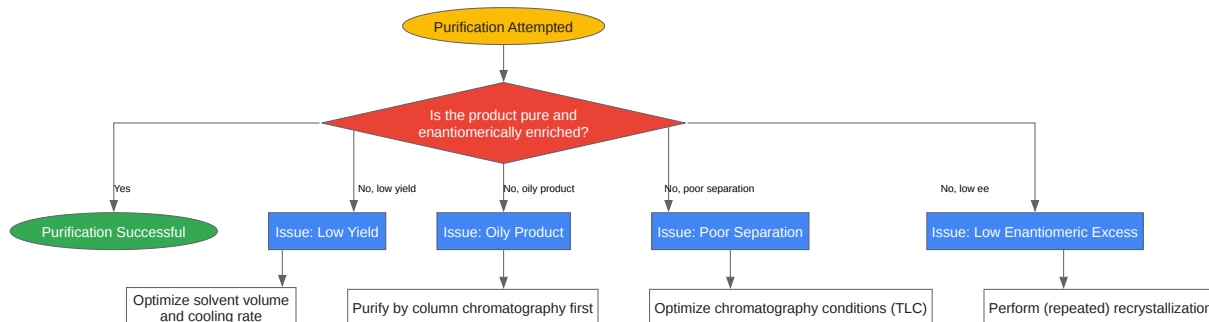 Purification Attempted
Is the product pure and
enantiomerically enriched?
Yes
No, low yield
No, oily product
No, poor separation
No, low ee
Purification Successful
Issue: Low Yield
Issue: Oily Product
Issue: Poor Separation
Issue: Low Enantiomeric Excess
Optimize solvent volume
and cooling rate
Purify by column chromatography first
Optimize chromatography conditions (TLC)
Perform (repeated) recrystallization